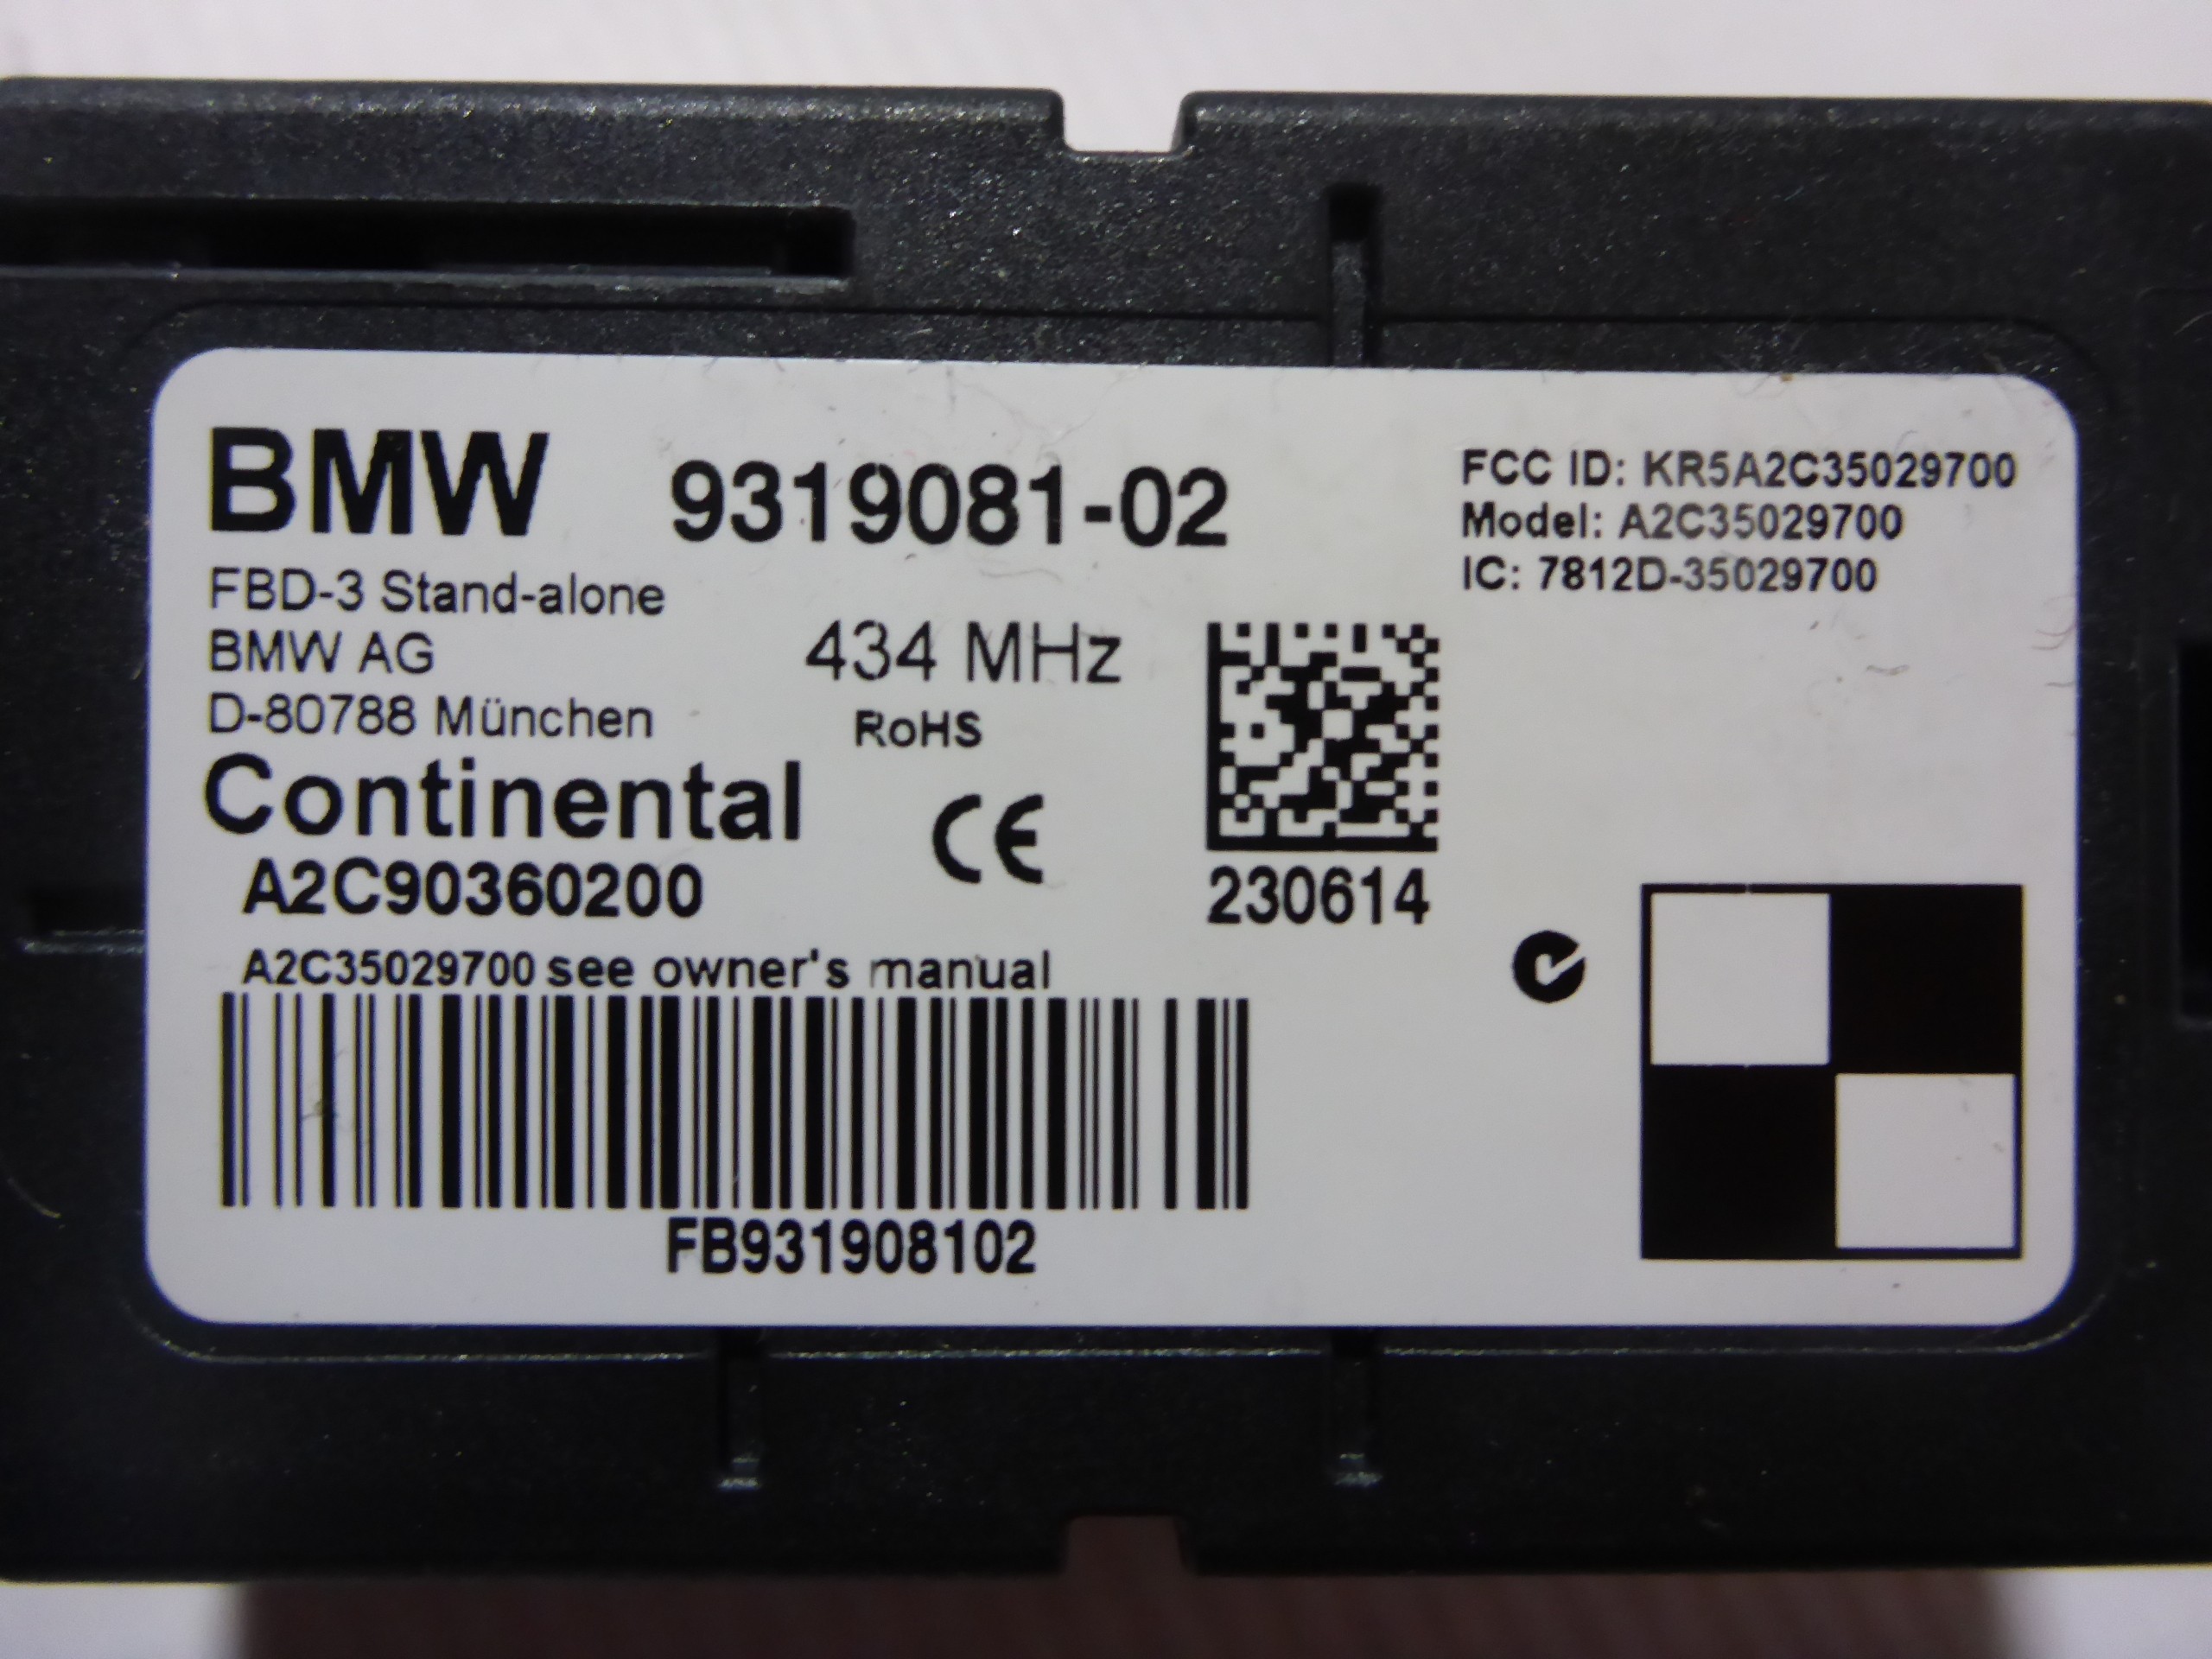 BMW 9319081-02
FBD-3 Stand-alone
BMW AG
D-80788 München
434 MHz
RoHS
Continental
CE
A2C90360200
A2C35029700 see owner's manual
FB931908102
230614
FCC ID: KR5A2C35029700
Model: A2C35029700
IC: 7812D-35029700